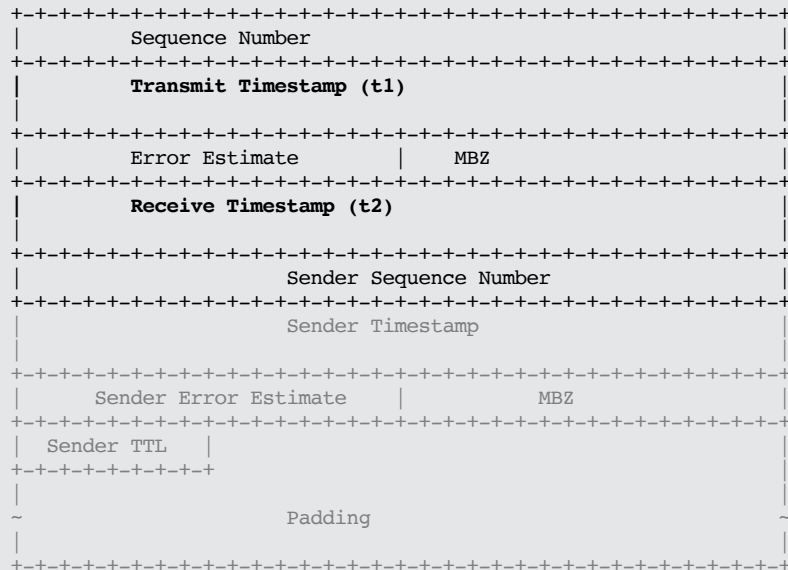 +-+-+-+-+-+-+-+-+-+-+-+-+-+-+-+-+-+-+-+-+-+-+-+-+-+-+-+-+-+-+-+-+
| Sequence Number |
+-+-+-+-+-+-+-+-+-+-+-+-+-+-+-+-+-+-+-+-+-+-+-+-+-+-+-+-+-+-+-+-+
| Transmit Timestamp (t1) |
| |
+-+-+-+-+-+-+-+-+-+-+-+-+-+-+-+-+-+-+-+-+-+-+-+-+-+-+-+-+-+-+-+-+
| Error Estimate | MBZ |
+-+-+-+-+-+-+-+-+-+-+-+-+-+-+-+-+-+-+-+-+-+-+-+-+-+-+-+-+-+-+-+-+
| Receive Timestamp (t2) |
| |
+-+-+-+-+-+-+-+-+-+-+-+-+-+-+-+-+-+-+-+-+-+-+-+-+-+-+-+-+-+-+-+-+
| Sender Sequence Number |
+-+-+-+-+-+-+-+-+-+-+-+-+-+-+-+-+-+-+-+-+-+-+-+-+-+-+-+-+-+-+-+-+
| Sender Timestamp |
| |
+-+-+-+-+-+-+-+-+-+-+-+-+-+-+-+-+-+-+-+-+-+-+-+-+-+-+-+-+-+-+-+-+
| Sender Error Estimate | MBZ |
+-+-+-+-+-+-+-+-+-+-+-+-+-+-+-+-+-+-+-+-+-+-+-+-+-+-+-+-+-+-+-+-+
| Sender TTL | |
+-+-+-+-+-+-+-+-+ |
| |
~ Padding ~
| |
+-+-+-+-+-+-+-+-+-+-+-+-+-+-+-+-+-+-+-+-+-+-+-+-+-+-+-+-+-+-+-+-+